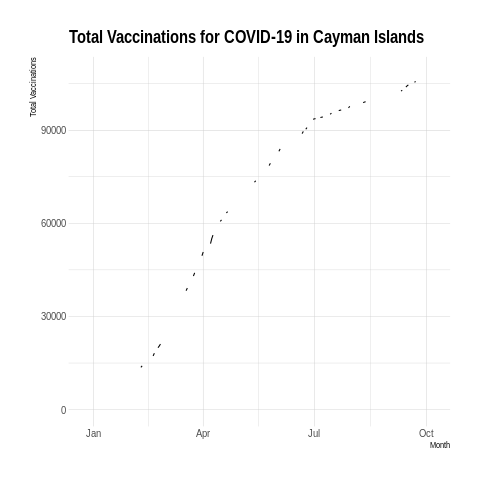 Total Vaccinations for COVID-19 in Cayman Islands
Total Vaccinations
90000
60000
30000
0
Jan Apr Jul Oct
Month